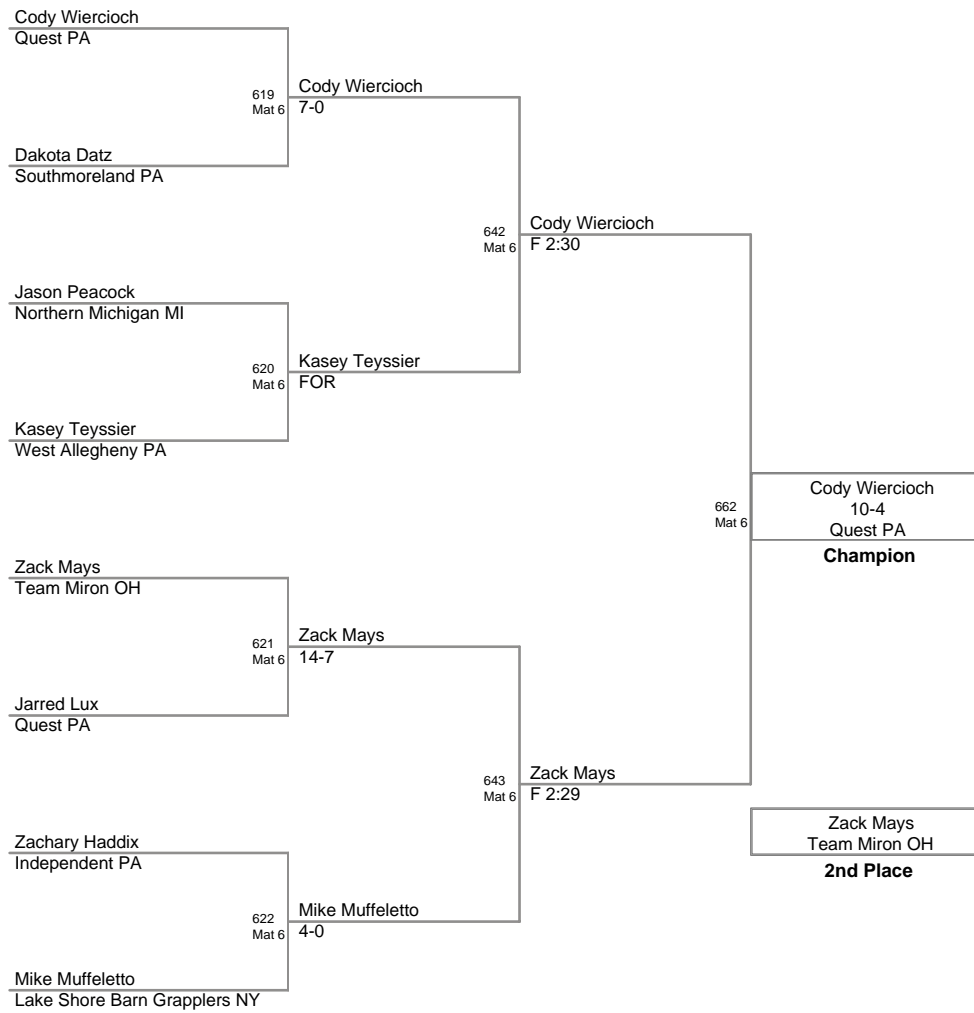 Cody Wiercioch
Quest PA
619
Mat 6
Cody Wiercioch
7-0
Dakota Datz
Southmoreland PA
642
Mat 6
Cody Wiercioch
F 2:30
Jason Peacock
Northern Michigan MI
620
Mat 6
Kasey Teyssier
FOR
Kasey Teyssier
West Allegheny PA
662
Mat 6
Cody Wiercioch
10-4
Quest PA
Champion
Zack Mays
Team Miron OH
621
Mat 6
Zack Mays
14-7
Jarred Lux
Quest PA
643
Mat 6
Zack Mays
F 2:29
Zack Mays
Team Miron OH
2nd Place
Zachary Haddix
Independent PA
622
Mat 6
Mike Muffeletto
4-0
Mike Muffeletto
Lake Shore Barn Grapplers NY